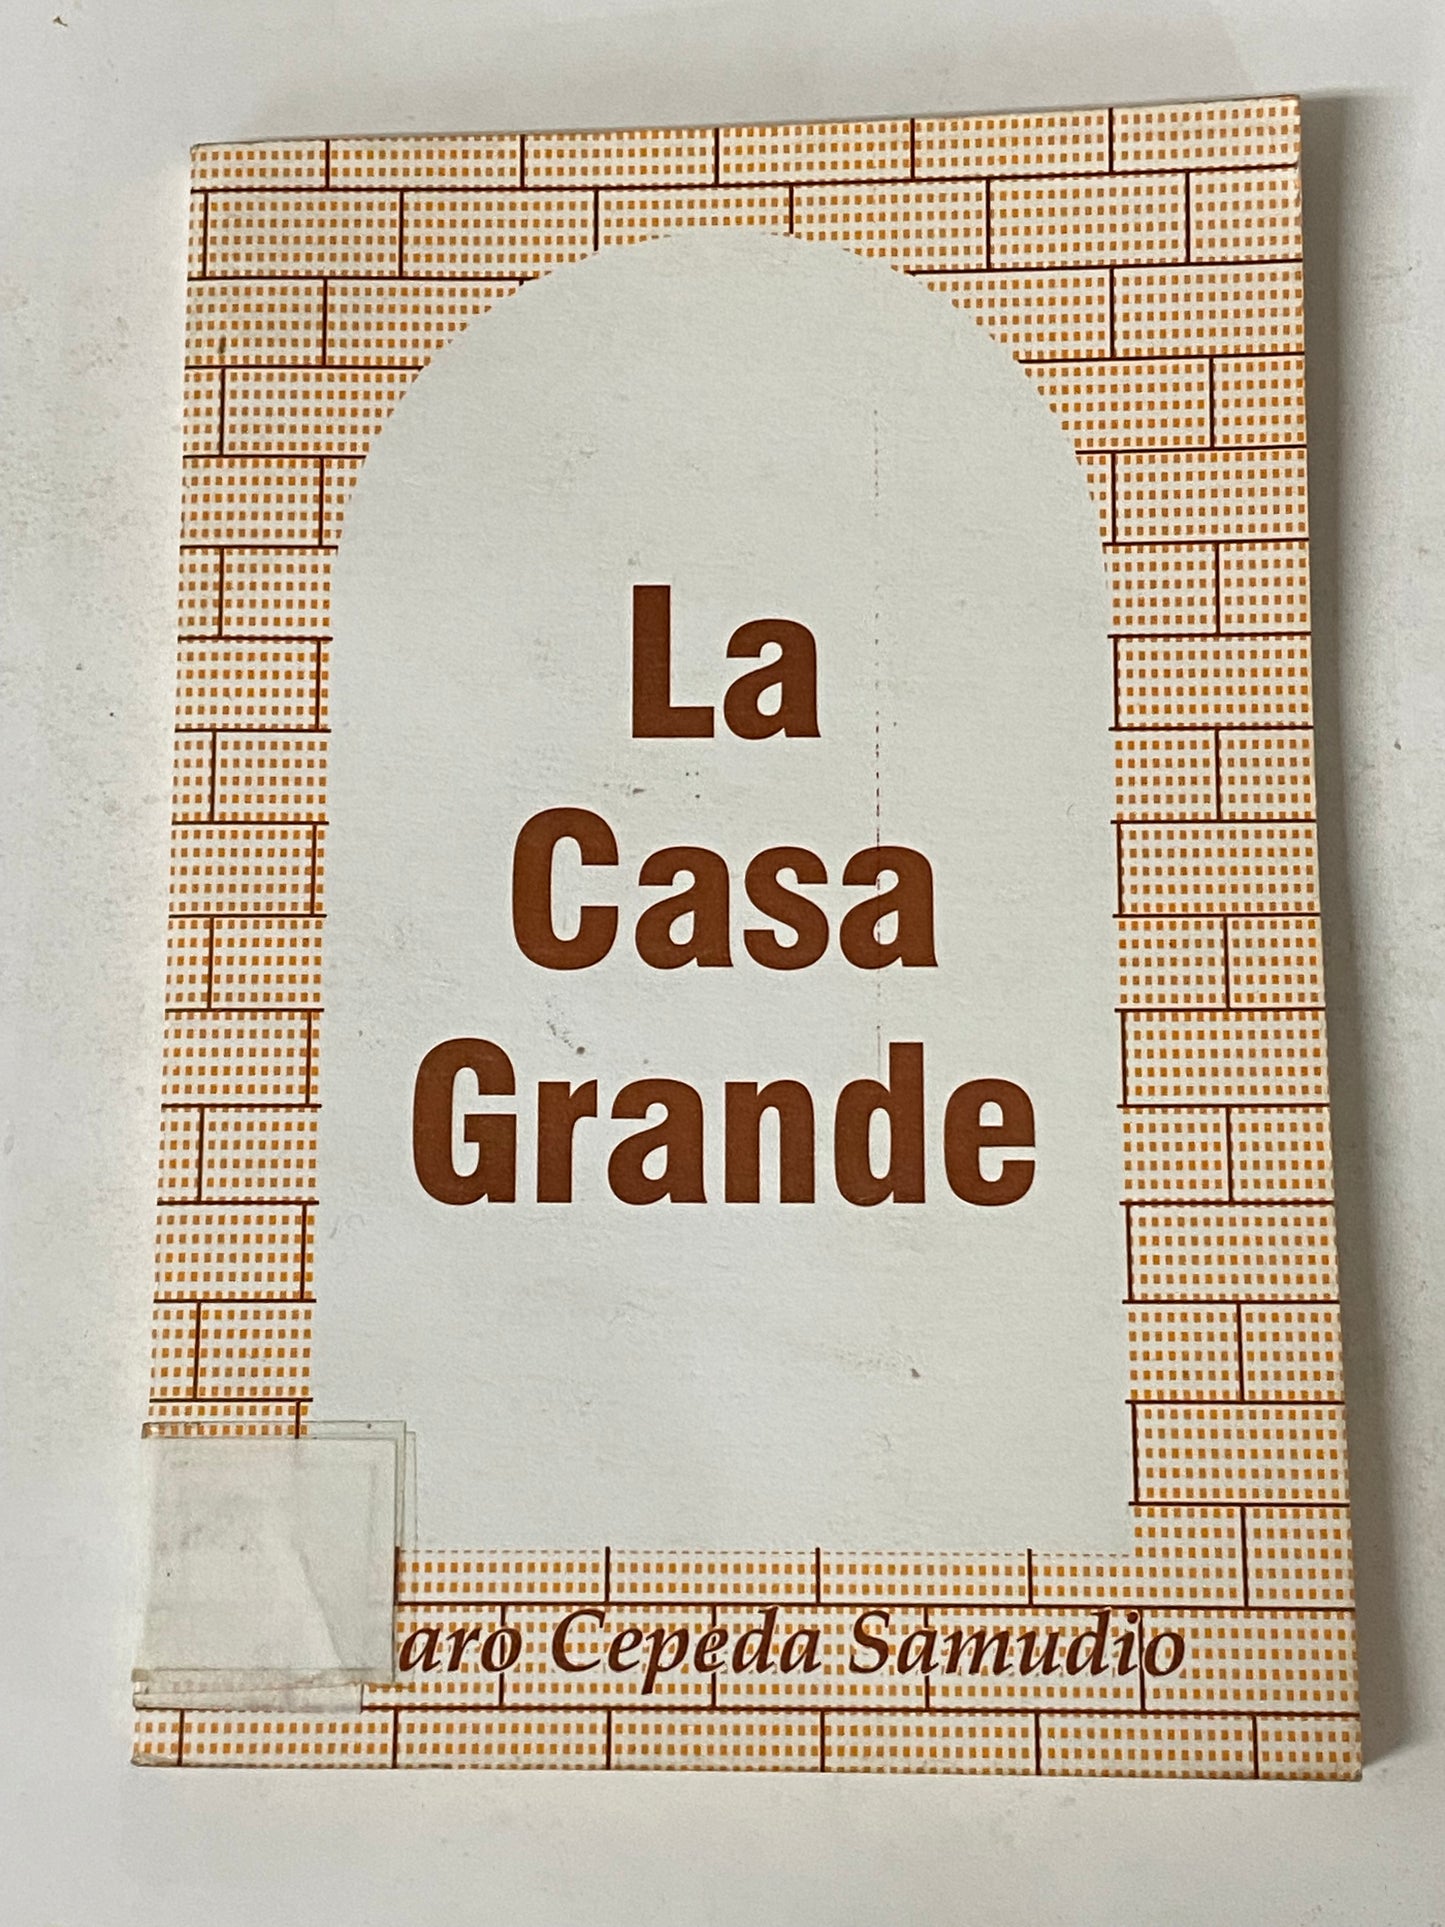 La
Casa
Grande
aro Cepeda Samudio